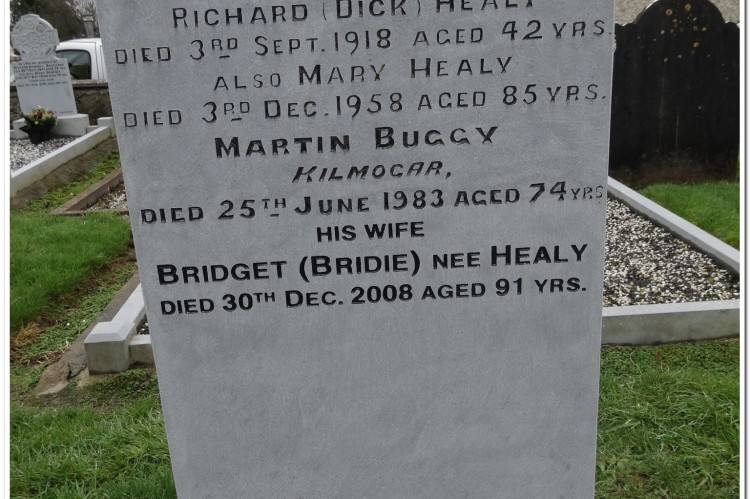 RICHARD (DICK) HEALY
DIED 3RD SEPT. 1918 AGED 42 YRS.
ALSO MARY HEALY
DIED 3RD DEC. 1958 AGED 85 YRS.
MARTIN BUGGY
KILMOCAR,
DIED 25TH JUNE 1983 AGED 74 YRS
HIS WIFE
BRIDGET (BRIDIE) NEE HEALY
DIED 30TH DEC. 2008 AGED 91 YRS.